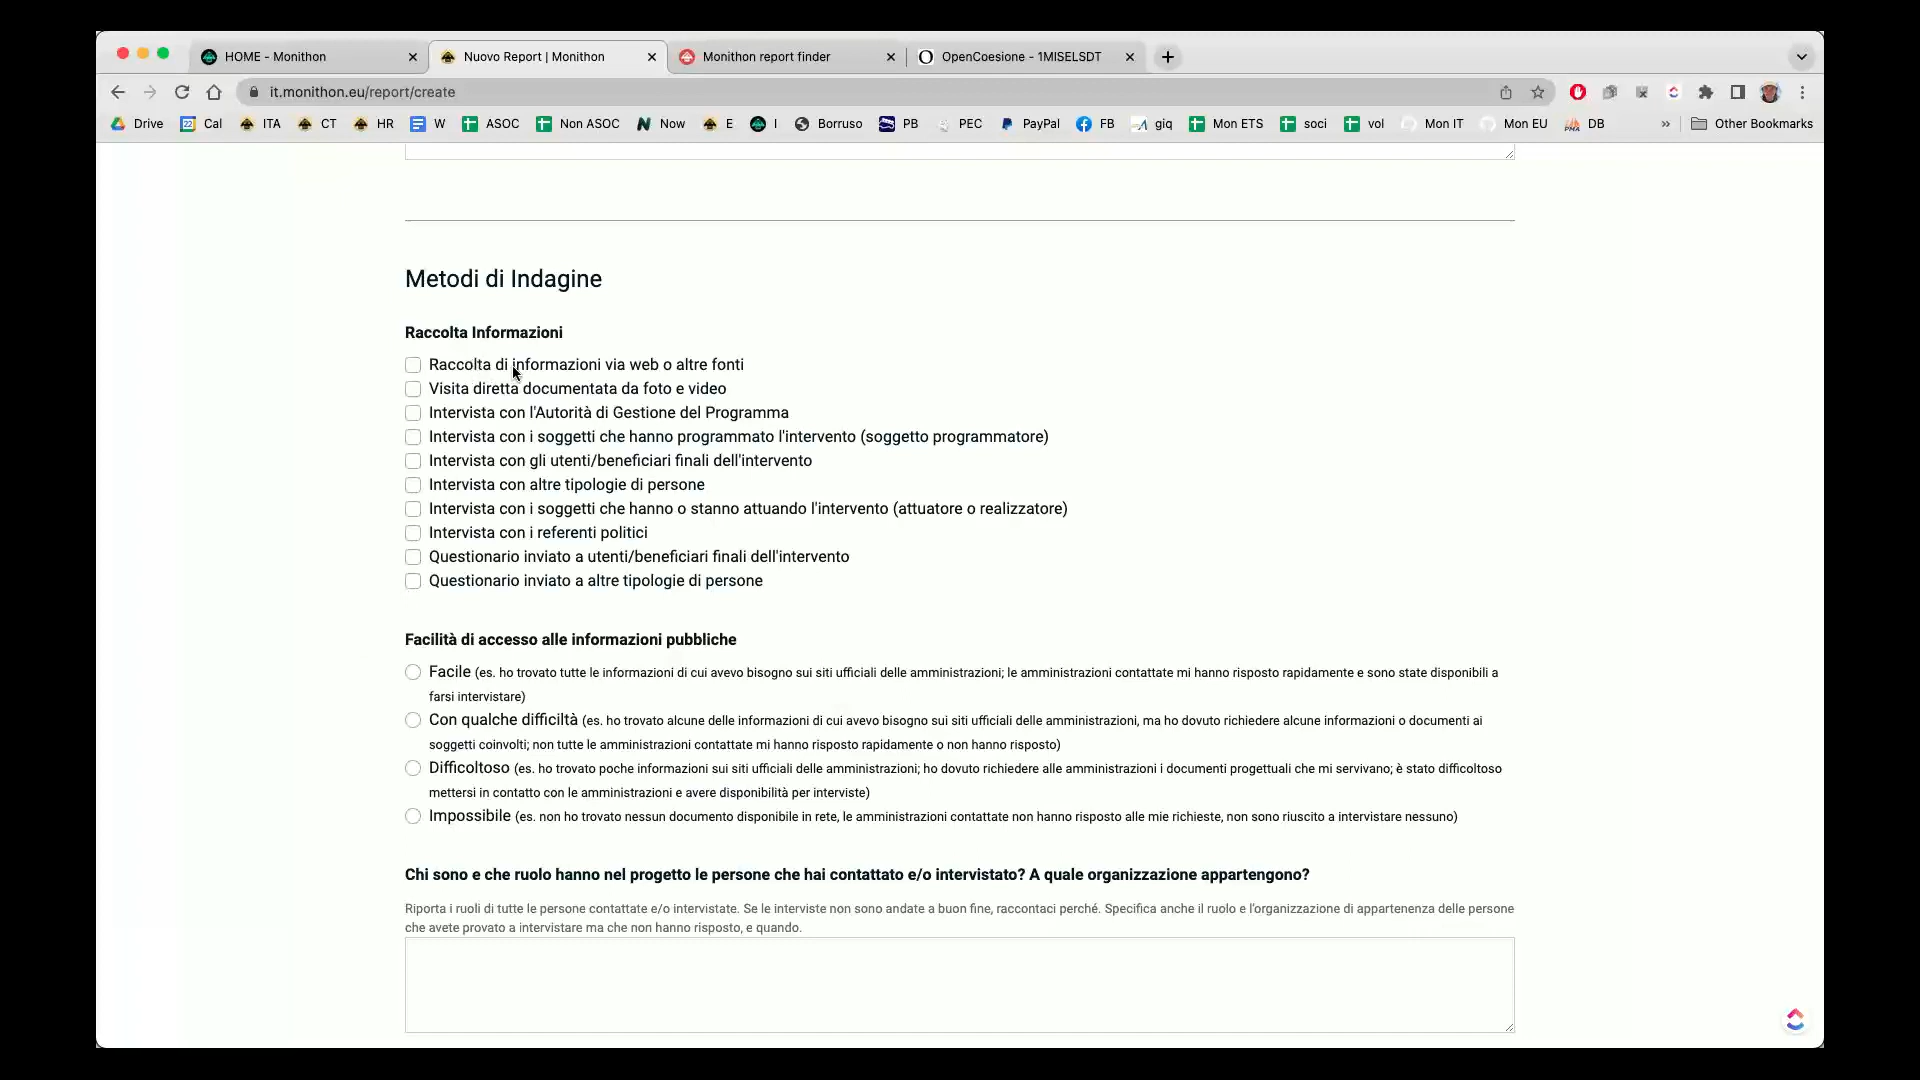 HOME - Monithon
Nuovo Report | Monithon
Monithon report finder
OpenCoesione - 1MISELSDT
it.monithon.eu/report/create
Drive 22 Cal ITA CT HR W ASOC Non ASOC Now E I Borruso PB PEC PayPal FB giq Mon ETS soci vol Mon IT Mon EU PMA DB » Other Bookmarks
Metodi di Indagine
Raccolta Informazioni
Raccolta di informazioni via web o altre fonti
Visita diretta documentata da foto e video
Intervista con l'Autorità di Gestione del Programma
Intervista con i soggetti che hanno programmato l'intervento (soggetto programmatore)
Intervista con gli utenti/beneficiari finali dell'intervento
Intervista con altre tipologie di persone
Intervista con i soggetti che hanno o stanno attuando l'intervento (attuatore o realizzatore)
Intervista con i referenti politici
Questionario inviato a utenti/beneficiari finali dell'intervento
Questionario inviato a altre tipologie di persone
Facilità di accesso alle informazioni pubbliche
Facile (es. ho trovato tutte le informazioni di cui avevo bisogno sui siti ufficiali delle amministrazioni; le amministrazioni contattate mi hanno risposto rapidamente e sono state disponibili a
farsi intervistare)
Con qualche difficiltà (es. ho trovato alcune delle informazioni di cui avevo bisogno sui siti ufficiali delle amministrazioni, ma ho dovuto richiedere alcune informazioni o documenti ai
soggetti coinvolti; non tutte le amministrazioni contattate mi hanno risposto rapidamente o non hanno risposto)
Difficoltoso (es. ho trovato poche informazioni sui siti ufficiali delle amministrazioni; ho dovuto richiedere alle amministrazioni i documenti progettuali che mi servivano; è stato difficoltoso
mettersi in contatto con le amministrazioni e avere disponibilità per interviste)
Impossibile (es. non ho trovato nessun documento disponibile in rete, le amministrazioni contattate non hanno risposto alle mie richieste, non sono riuscito a intervistare nessuno)
Chi sono e che ruolo hanno nel progetto le persone che hai contattato e/o intervistato? A quale organizzazione appartengono?
Riporta i ruoli di tutte le persone contattate e/o intervistate. Se le interviste non sono andate a buon fine, raccontaci perché. Specifica anche il ruolo e l'organizzazione di appartenenza delle persone
che avete provato a intervistare ma che non hanno risposto, e quando.